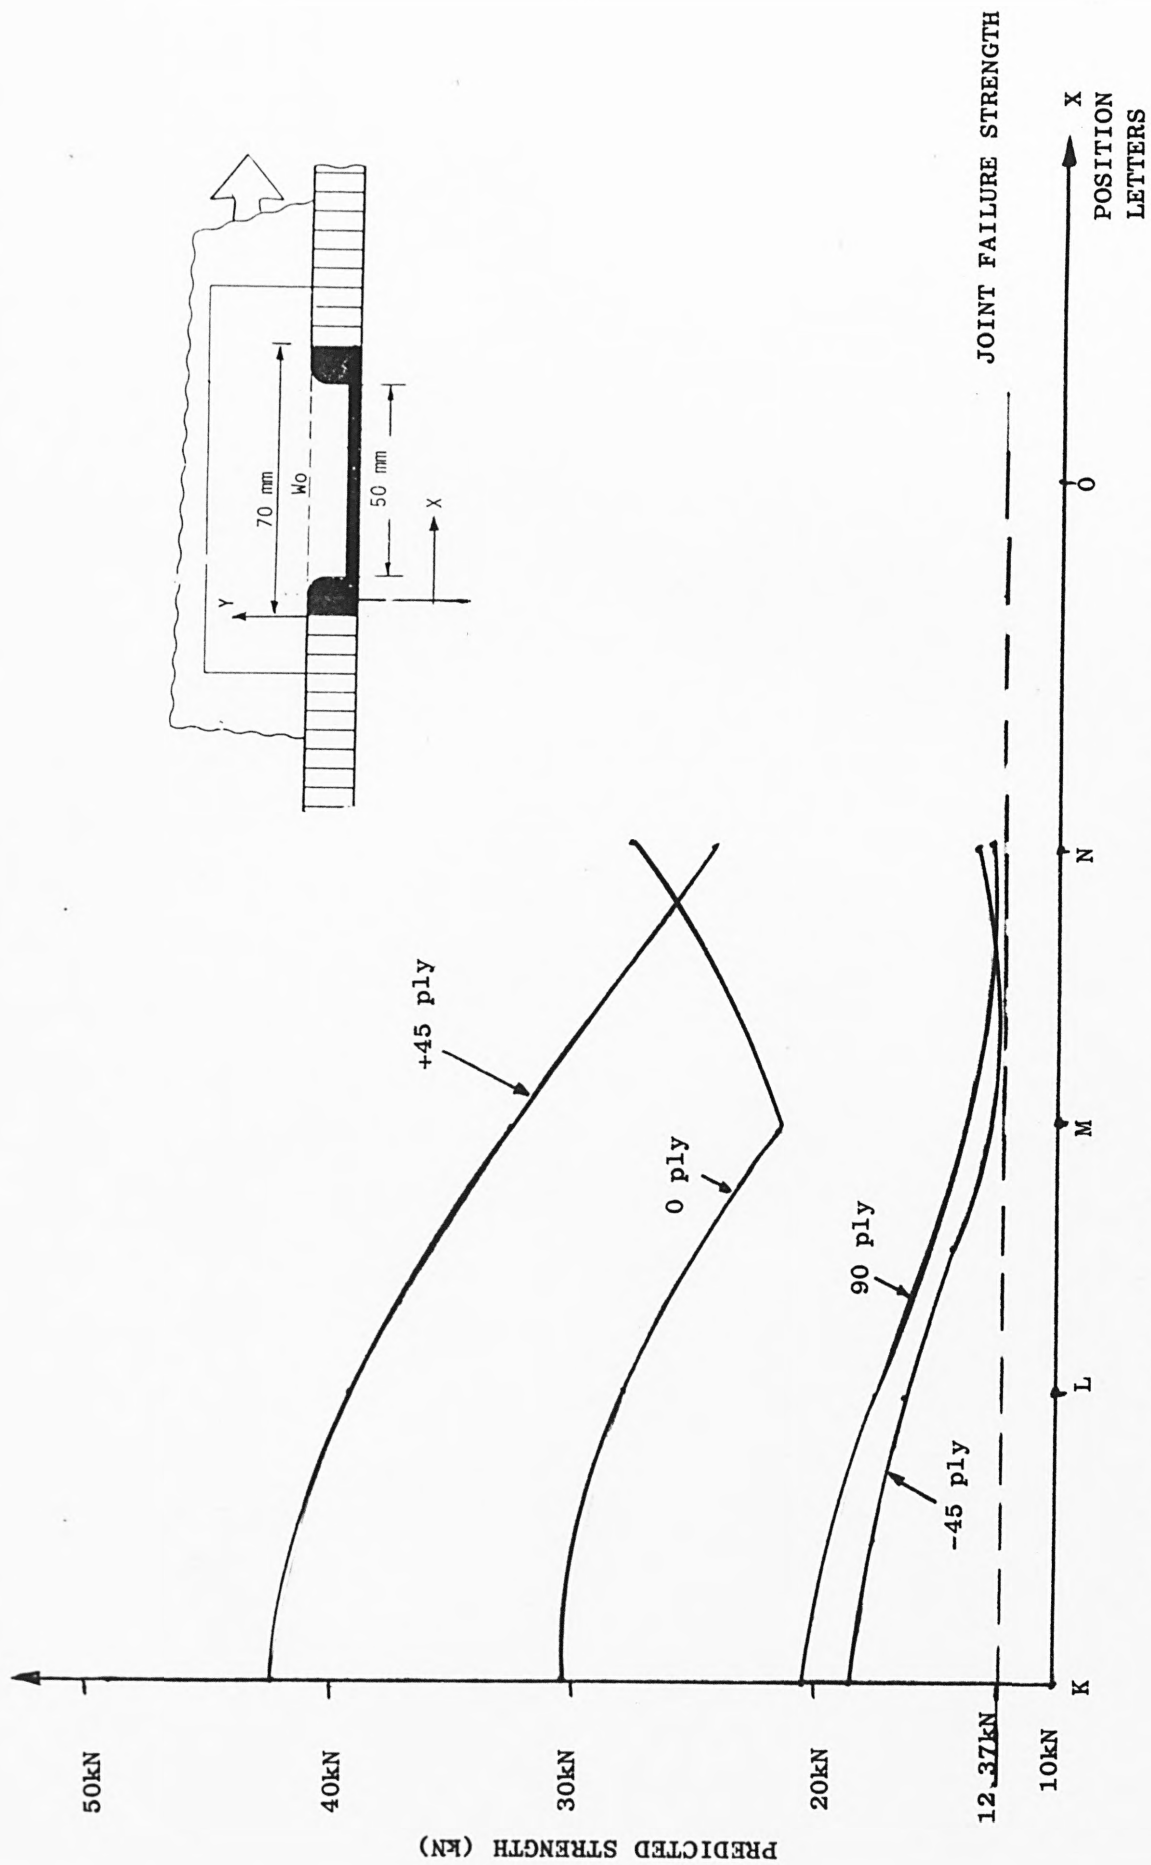 PREDICTED STRENGTH (kN)
50kN
40kN
30kN
20kN
12.37kN
10kN
+45 ply
0 ply
90 ply
-45 ply
K
L
M
N
O
X
POSITION
LETTERS
JOINT FAILURE STRENGTH
Y
70 mm
Wo
50 mm
X